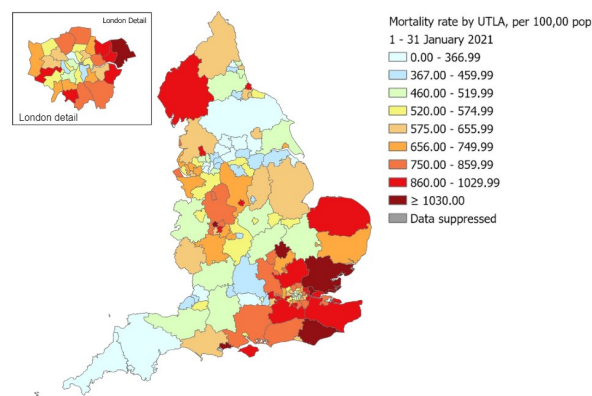 London Detail
London detail
Mortality rate by UTLA, per 100,00 pop
1 - 31 January 2021
0.00 - 366.99
367.00 - 459.99
460.00 - 519.99
520.00 - 574.99
575.00 - 655.99
656.00 - 749.99
750.00 - 859.99
860.00 - 1029.99
≥ 1030.00
Data suppressed